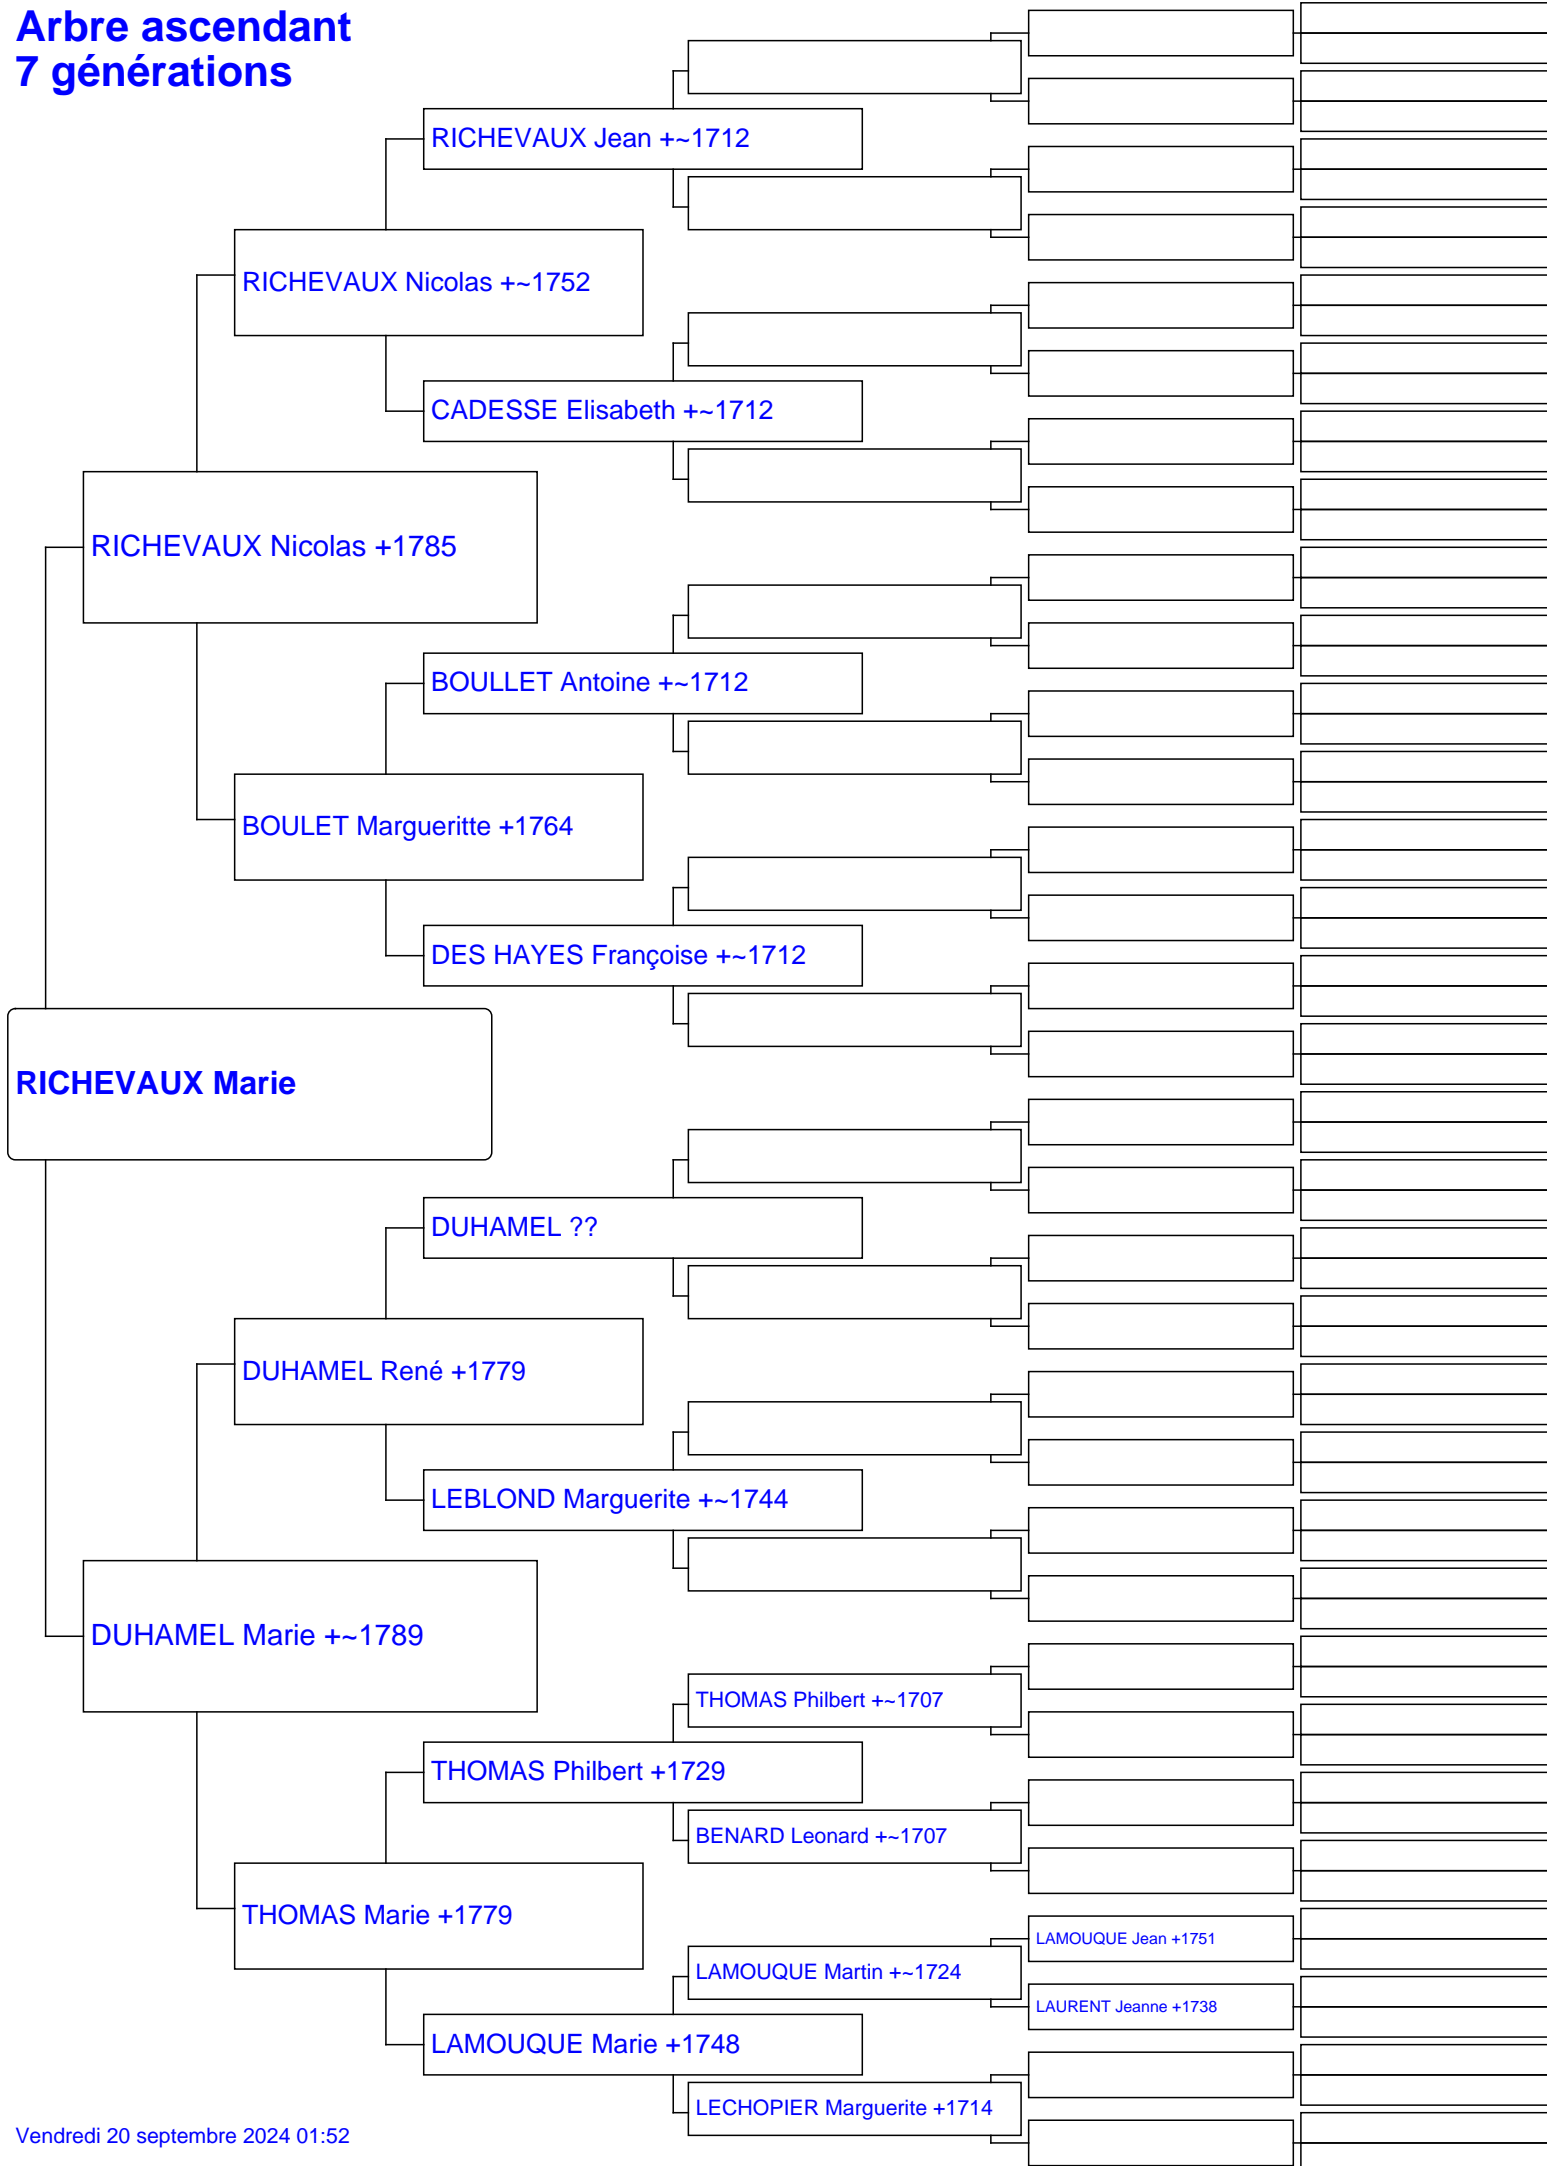 Arbre ascendant
7 générations
RICHEVAUX Jean +~1712
RICHEVAUX Nicolas +~1752
CADESSE Elisabeth +~1712
RICHEVAUX Nicolas +1785
BOULLET Antoine +~1712
BOULET Margueritte +1764
DES HAYES Françoise +~1712
RICHEVAUX Marie
DUHAMEL ??
DUHAMEL René +1779
LEBLOND Marguerite +~1744
DUHAMEL Marie +~1789
THOMAS Philbert +~1707
THOMAS Philbert +1729
BENARD Leonard +~1707
THOMAS Marie +1779
LAMOUQUE Jean +1751
LAMOUQUE Martin +~1724
LAURENT Jeanne +1738
LAMOUQUE Marie +1748
LECHOPIER Marguerite +1714
Vendredi 20 septembre 2024 01:52